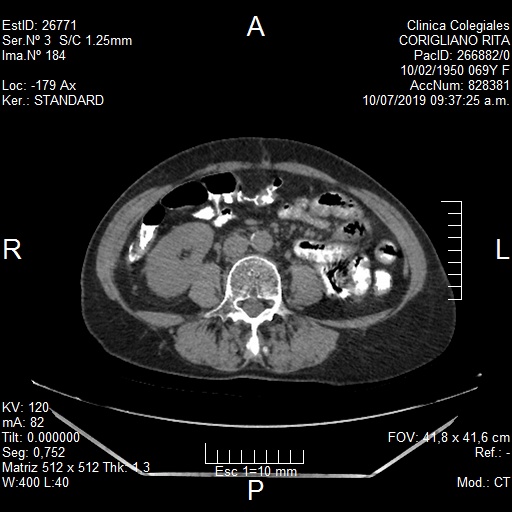 EstID: 26771
Ser.Nº 3 S/C 1.25mm
Ima.Nº 184
Loc: -179 Ax
Ker.: STANDARD
A
Clinica Colegiales
CORIGLIANO RITA
PacID: 266882/0
10/02/1950 069Y F
AccNum: 828381
10/07/2019 09:37:25 a.m.
R
L
KV: 120
mA: 82
Tilt: 0.000000
Seg: 0,752
Matriz 512 x 512 Thk: 1.3
W:400 L:40
Esc 1=10 mm
P
FOV: 41,8 x 41,6 cm
Ref.: -
Mod.: CT